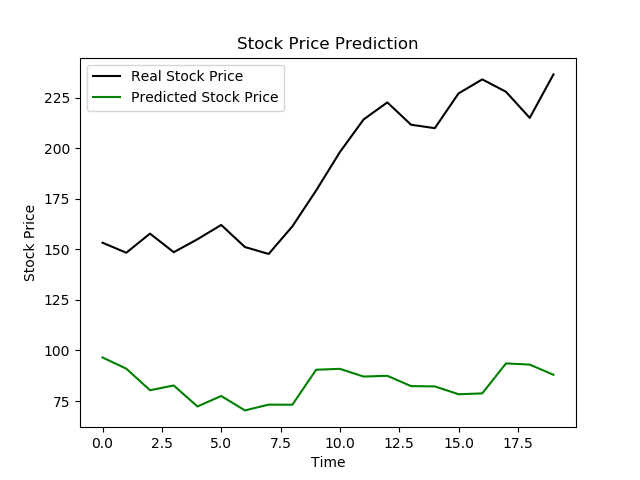 Stock Price Prediction
Real Stock Price
Predicted Stock Price
Stock Price
225
200
175
150
125
100
75
0.0 2.5 5.0 7.5 10.0 12.5 15.0 17.5
Time